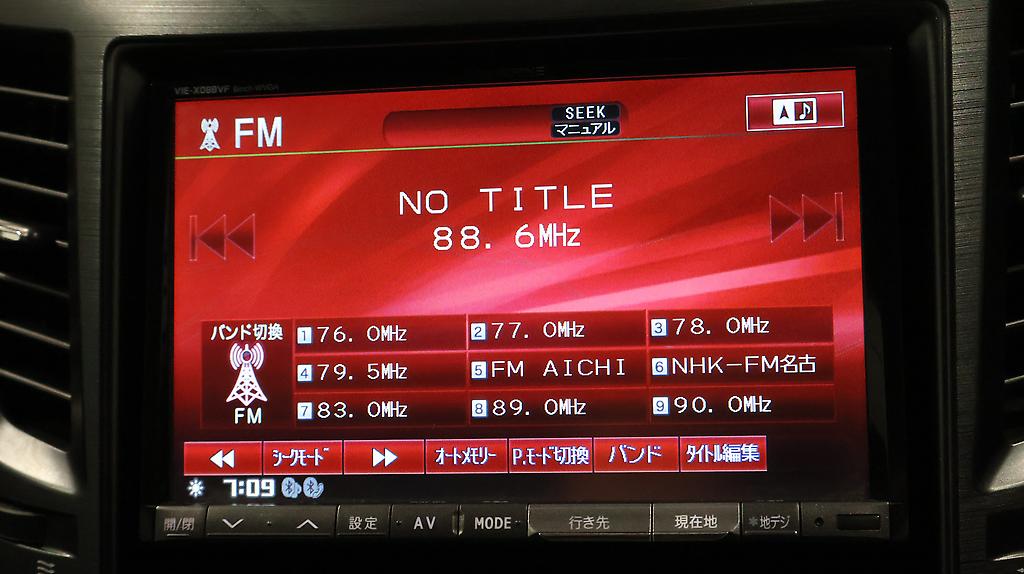 VIE-X088VF 8inch-WVGA
FM
SEEK
マニュアル
NO TITLE
88. 6MHz
バンド切換
FM
1 76. 0MHz
2 77. 0MHz
3 78. 0MHz
4 79. 5MHz
5 FM AICHI
6 NHK-FM名古
7 83. 0MHz
8 89. 0MHz
9 90. 0MHz
シークモード
オートメモリー
P.モード切換
バンド
タイトル編集
7:09
開/閉
設定
AV
MODE
行き先
現在地
*地デジ